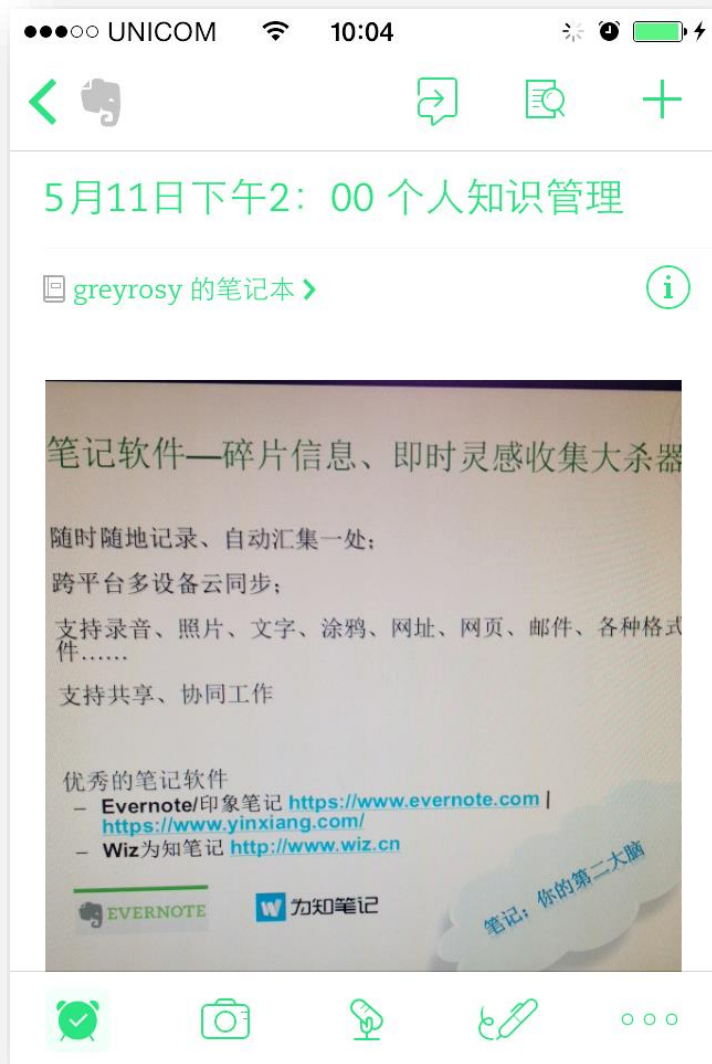 UNICOM 10:04
5月11日下午2：00 个人知识管理
greyrosy 的笔记本
笔记软件—碎片信息、即时灵感收集大杀器
随时随地记录、自动汇集一处；
跨平台多设备云同步；
支持录音、照片、文字、涂鸦、网址、网页、邮件、各种格式
件......
支持共享、协同工作
优秀的笔记软件
– Evernote/印象笔记 https://www.evernote.com |
https://www.yinxiang.com/
– Wiz为知笔记 http://www.wiz.cn
EVERNOTE 为知笔记
笔记：你的第二大脑